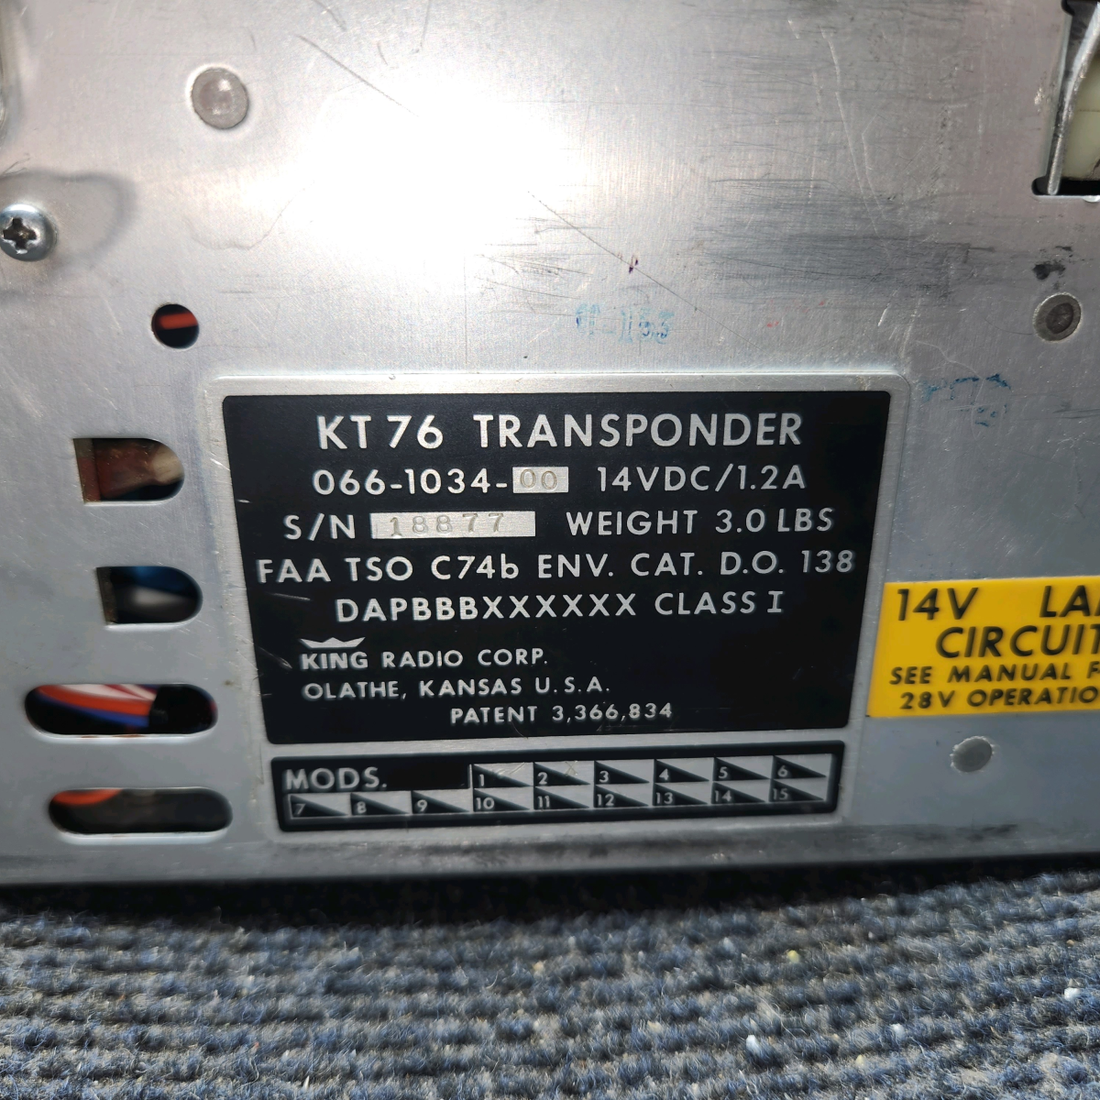 KT 76 TRANSPONDER
066-1034-00 14VDC/1.2A
S/N 18877 WEIGHT 3.0 LBS
FAA TSO C74b ENV. CAT. D.O. 138
DAPBBBXXXXXX CLASS I
KING RADIO CORP.
OLATHE, KANSAS U.S.A.
PATENT 3,366,834
MODS. 1 2 3 4 5 6
7 8 9 10 11 12 13 14 15
14V
CIRCUIT
SEE MANUAL
28V